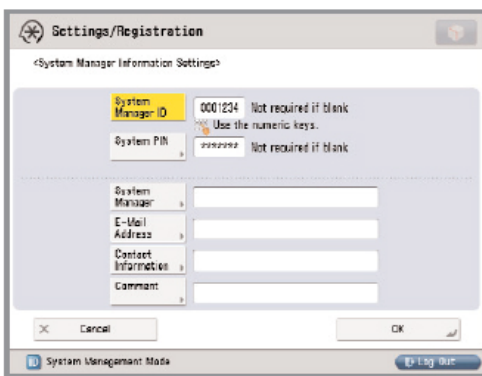 Settings/Registration
<System Manager Information Settings>
System
Manager ID
0001234 Not required if blank
Use the numeric keys.
System PIN
******* Not required if blank
System
Manager
E-Mail
Address
Contact
Information
Comment
Cancel
OK
ID System Management Mode
Log Out